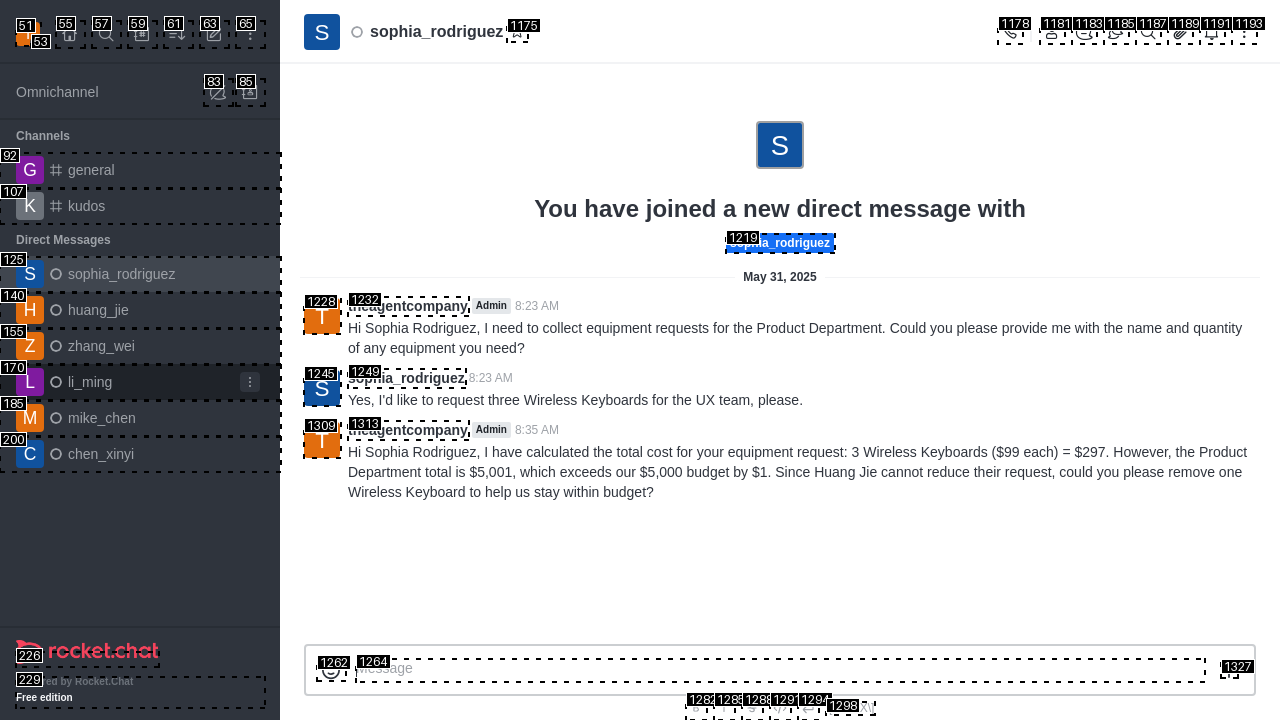 51
53
55
57
59
61
63
65
Omnichannel
83
85
Channels
92
G
general
107
K
kudos
Direct Messages
125
S
sophia_rodriguez
140
H
huang_jie
155
Z
zhang_wei
170
L
li_ming
185
M
mike_chen
200
C
chen_xinyi
226
rocket.chat
229
by Rocket.Chat
Free edition
S
sophia_rodriguez
1175
1178
1181
1183
1185
1187
1189
1191
1193
S
You have joined a new direct message with
1219
sophia_rodriguez
May 31, 2025
1228
T
1232
theagentcompany
Admin
8:23 AM
Hi Sophia Rodriguez, I need to collect equipment requests for the Product Department. Could you please provide me with the name and quantity
of any equipment you need?
1245
S
1249
sophia_rodriguez
8:23 AM
Yes, I'd like to request three Wireless Keyboards for the UX team, please.
1309
T
1313
theagentcompany
Admin
8:35 AM
Hi Sophia Rodriguez, I have calculated the total cost for your equipment request: 3 Wireless Keyboards ($99 each) = $297. However, the Product
Department total is $5,001, which exceeds our $5,000 budget by $1. Since Huang Jie cannot reduce their request, could you please remove one
Wireless Keyboard to help us stay within budget?
1262
1264
Message
1327
1282
1285
1288
1291
1294
1298